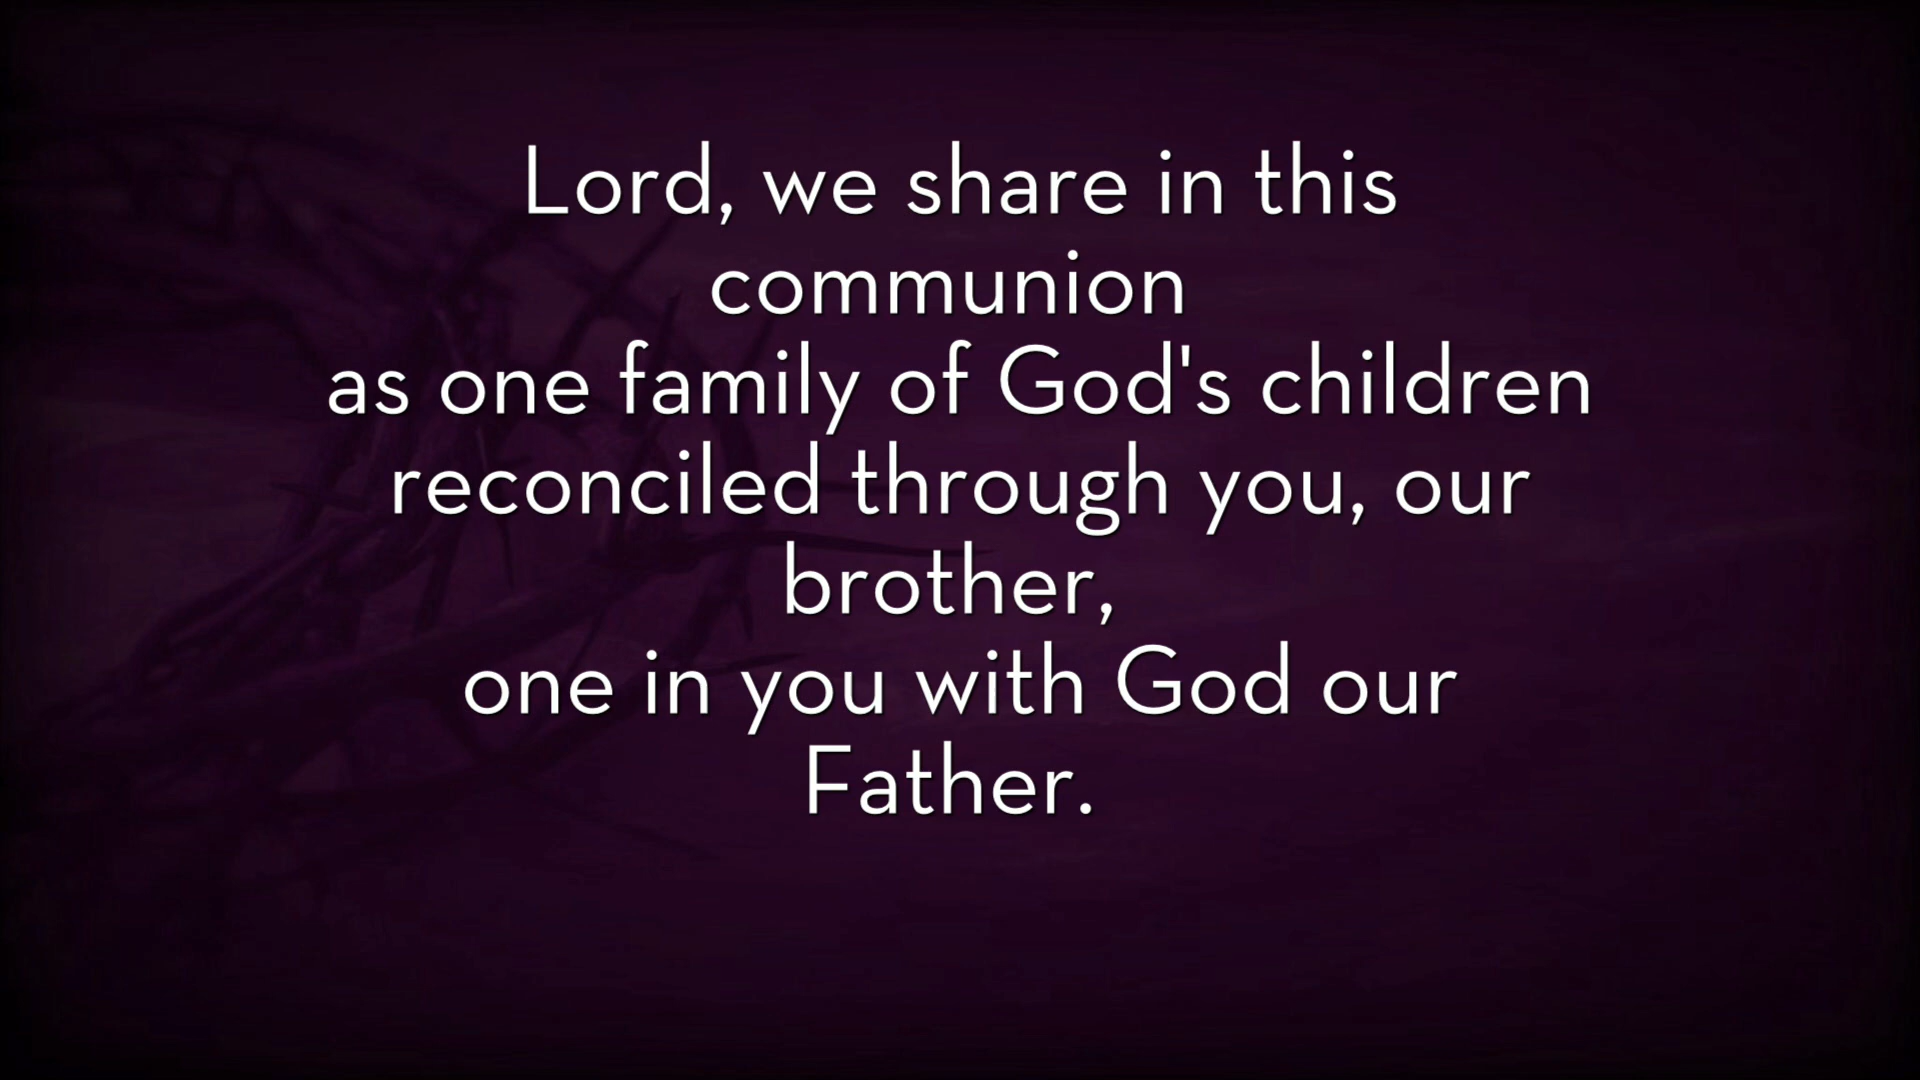 Lord, we share in this
communion
as one family of God's children
reconciled through you, our
brother,
one in you with God our
Father.